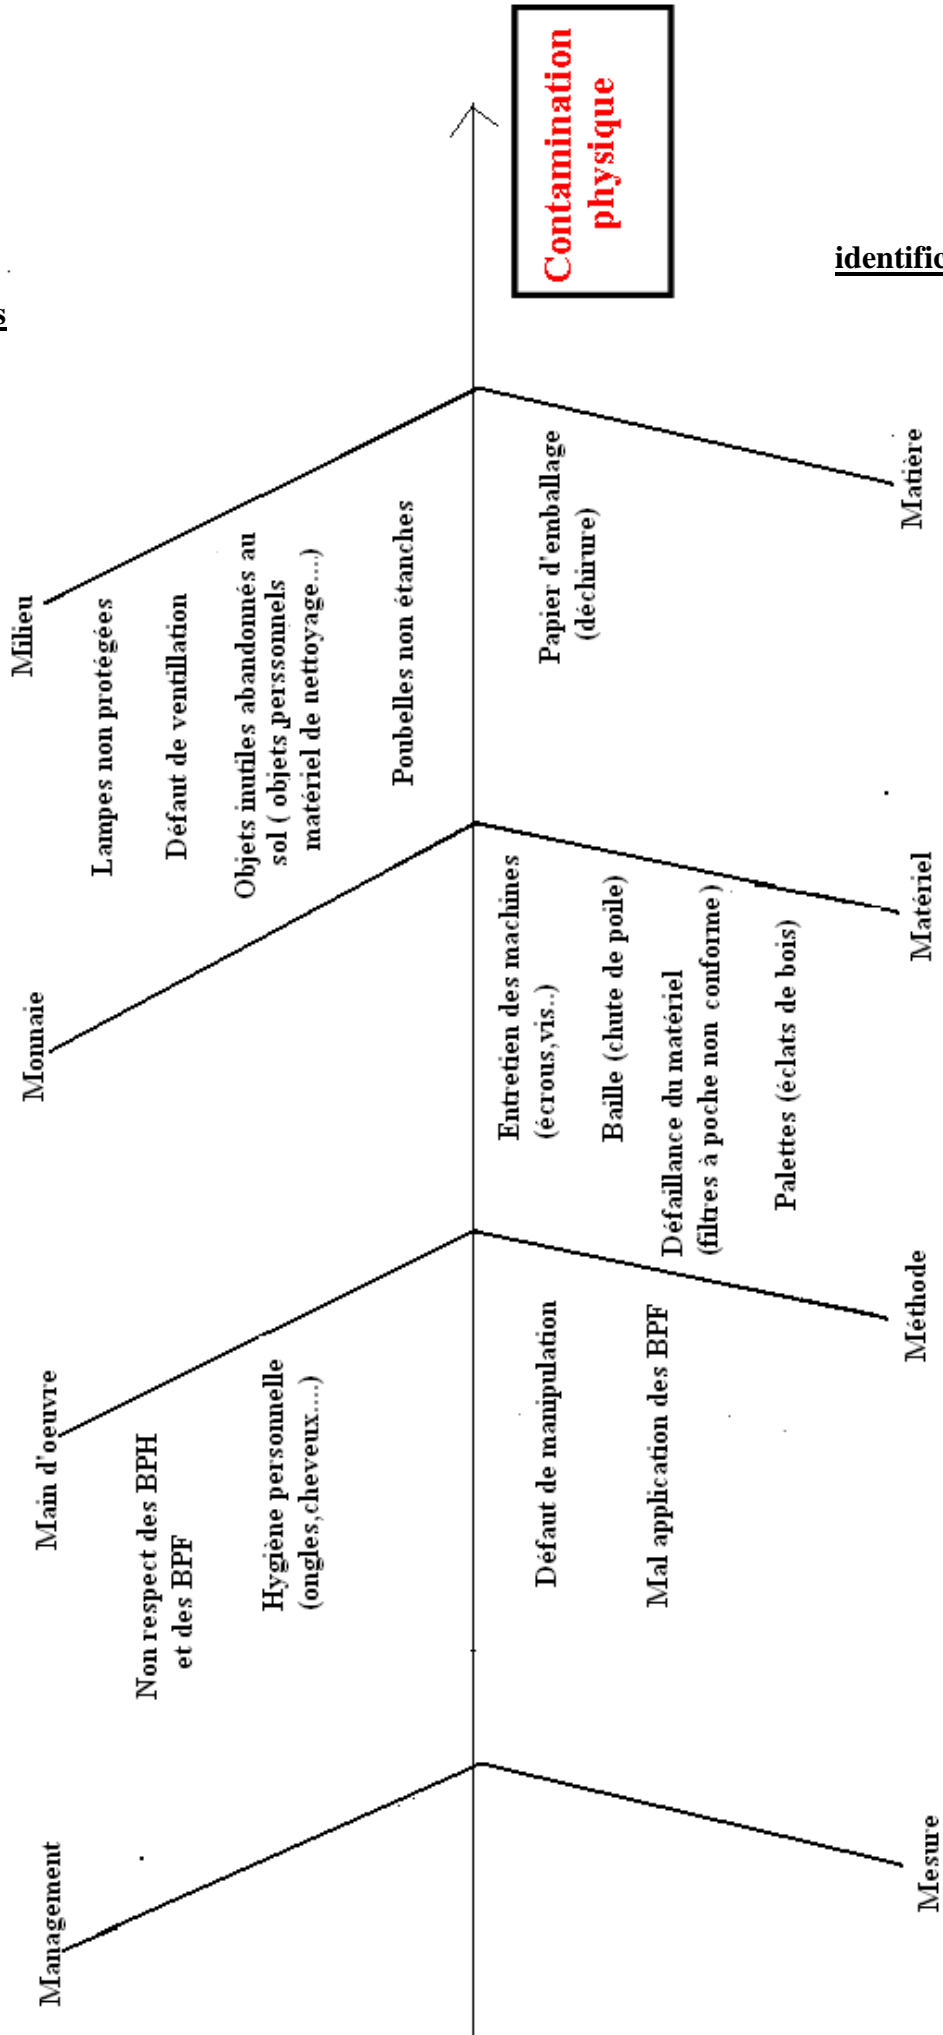 Management
Main d'oeuvre
Non respect des BPH
et des BPF
Hygiène personnelle
(ongles,cheveux....)
Monnaie
Milieu
Lampes non protégées
Défaut de ventillation
Objets inutiles abandonnés au
sol ( objets perssonnels
matériel de nettoyage...)
Poubelles non étanches
Contamination
physique
Mesure
Méthode
Défaut de manipulation
Mal application des BPF
Matériel
Entretien des machines
(écrous,vis..)
Baille (chute de poile)
Défaillance du matériel
(filtres à poche non conforme)
Palettes (éclats de bois)
Matière
Papier d'emballage
(déchirure)
s
identific